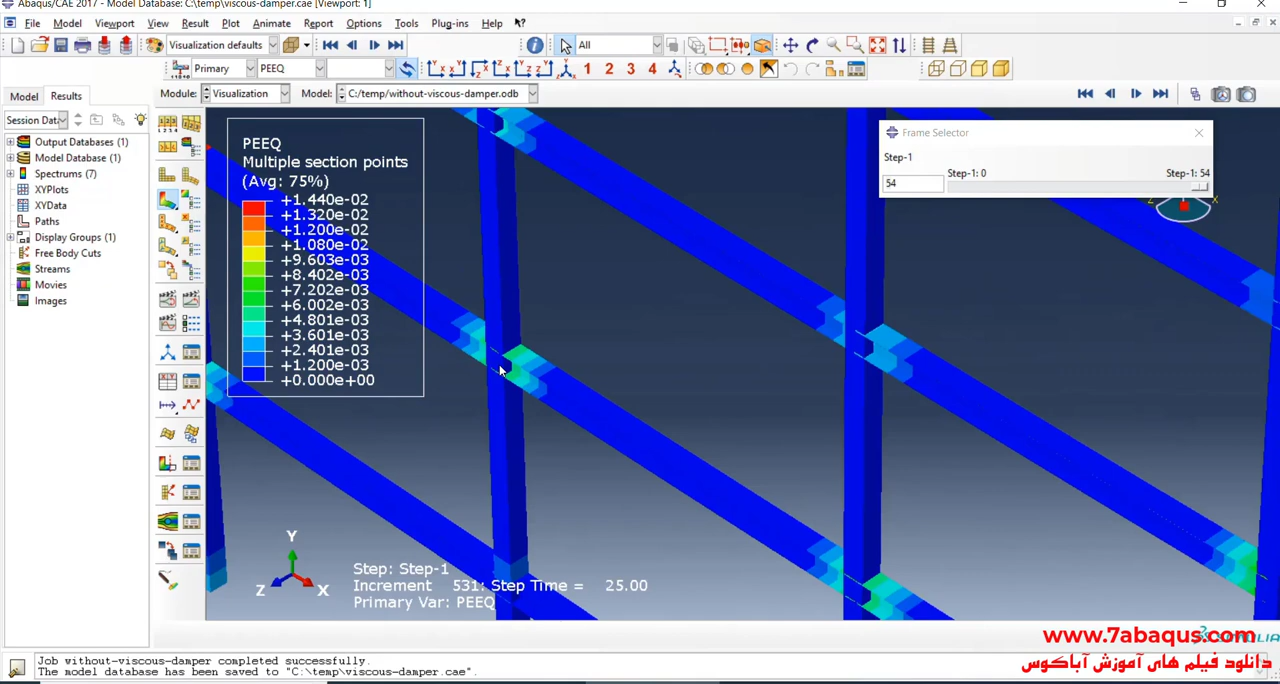 Abaqus/CAE 2017 - Model Database: C:\temp\viscous-damper.cae [Viewport: 1]
File Model Viewport View Result Plot Animate Report Options Tools Plug-ins Help
Visualization defaults All
Primary PEEQ 1 2 3 4
Model Results Module: Visualization Model: C:/temp/without-viscous-damper.odb
Session Dat
Output Databases (1)
Model Database (1)
Spectrums (7)
XYPlots
XYData
Paths
Display Groups (1)
Free Body Cuts
Streams
Movies
Images
PEEQ
Multiple section points
(Avg: 75%)
+1.440e-02
+1.320e-02
+1.200e-02
+1.080e-02
+9.603e-03
+8.402e-03
+7.202e-03
+6.002e-03
+4.801e-03
+3.601e-03
+2.401e-03
+1.200e-03
+0.000e+00
Frame Selector
Step-1
Step-1: 0 Step-1: 54
54
Z X
Y
Z X
Step: Step-1
Increment 531: Step Time = 25.00
Primary Var: PEEQ
www.7abaqus.com
دانلود فیلم های آموزش آباکوس
Job without-viscous-damper completed successfully.
The model database has been saved to "C:\temp\viscous-damper.cae".